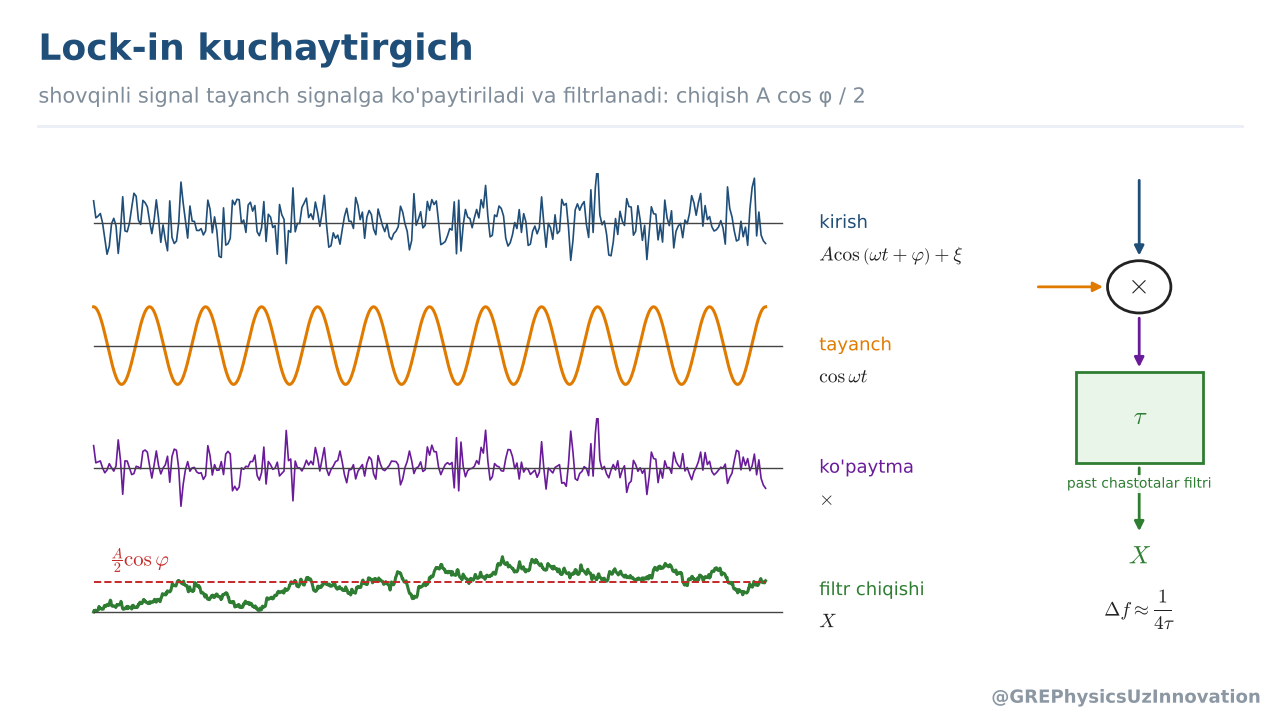 Lock-in kuchaytirgich
shovqinli signal tayanch signalga ko'paytiriladi va filtrlanadi: chiqish A cos φ / 2
kirish
A cos (ωt + φ) + ξ
tayanch
cos ωt
ko'paytma
×
A/2 cos φ
filtr chiqishi
X
×
τ
past chastotalar filtri
X
Δf ≈ 1/4τ
@GREPhysicsUzInnovation